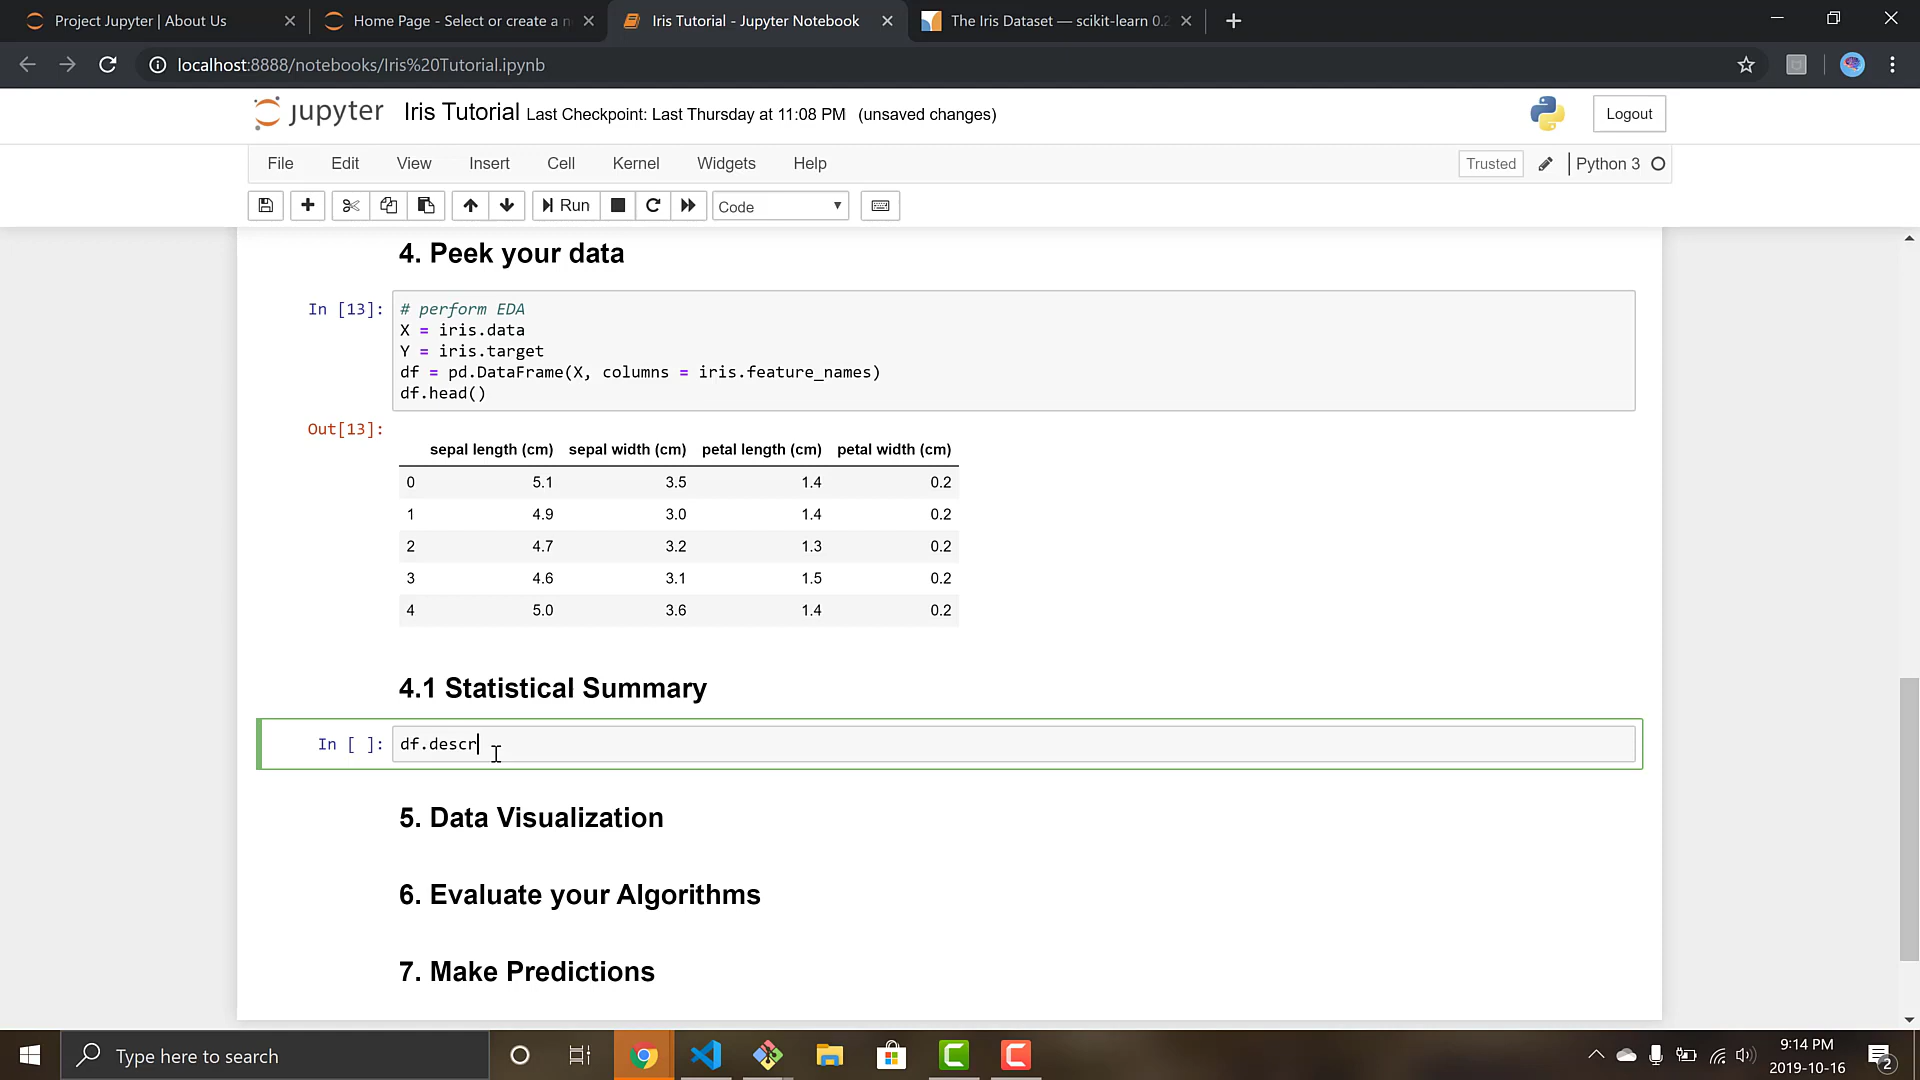 Project Jupyter | About Us
Home Page - Select or create a n
Iris Tutorial - Jupyter Notebook
The Iris Dataset — scikit-learn 0.2
localhost:8888/notebooks/Iris%20Tutorial.ipynb
jupyter Iris Tutorial Last Checkpoint: Last Thursday at 11:08 PM (unsaved changes)
Logout
File Edit View Insert Cell Kernel Widgets Help
Trusted Python 3
Run Code
4. Peek your data
In [13]: # perform EDA
X = iris.data
Y = iris.target
df = pd.DataFrame(X, columns = iris.feature_names)
df.head()
Out[13]:
sepal length (cm) sepal width (cm) petal length (cm) petal width (cm)
0 5.1 3.5 1.4 0.2
1 4.9 3.0 1.4 0.2
2 4.7 3.2 1.3 0.2
3 4.6 3.1 1.5 0.2
4 5.0 3.6 1.4 0.2
4.1 Statistical Summary
In [ ]: df.descr
5. Data Visualization
6. Evaluate your Algorithms
7. Make Predictions
Type here to search
9:14 PM
2019-10-16
2